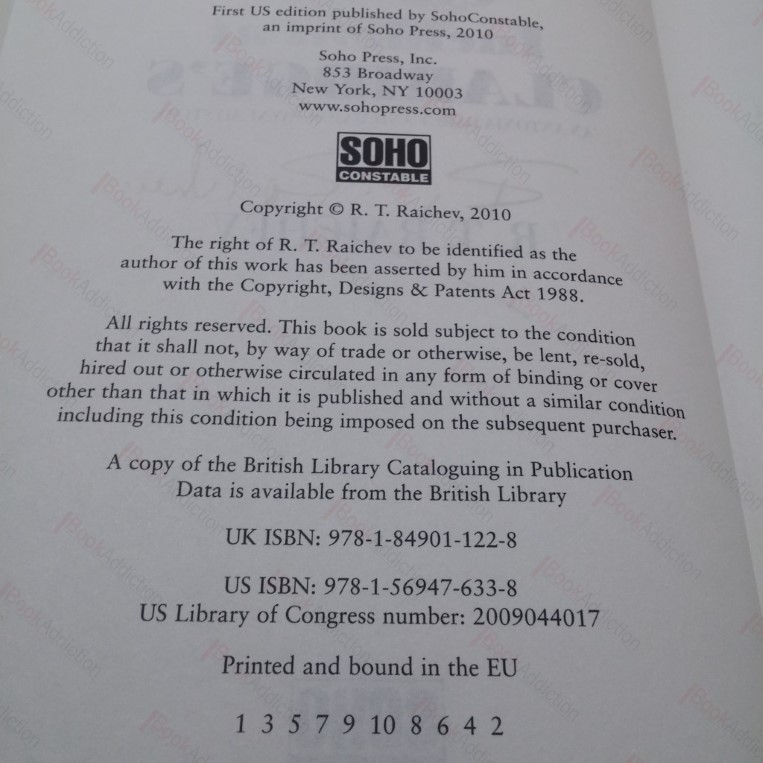 First US edition published by SohoConstable,
an imprint of Soho Press, 2010
Soho Press, Inc.
853 Broadway
New York, NY 10003
www.sohopress.com
SOHO
CONSTABLE
Copyright © R. T. Raichev, 2010
The right of R. T. Raichev to be identified as the
author of this work has been asserted by him in accordance
with the Copyright, Designs & Patents Act 1988.
All rights reserved. This book is sold subject to the condition
that it shall not, by way of trade or otherwise, be lent, re-sold,
hired out or otherwise circulated in any form of binding or cover
other than that in which it is published and without a similar condition
including this condition being imposed on the subsequent purchaser.
A copy of the British Library Cataloguing in Publication
Data is available from the British Library
UK ISBN: 978-1-84901-122-8
US ISBN: 978-1-56947-633-8
US Library of Congress number: 2009044017
Printed and bound in the EU
1 3 5 7 9 10 8 6 4 2